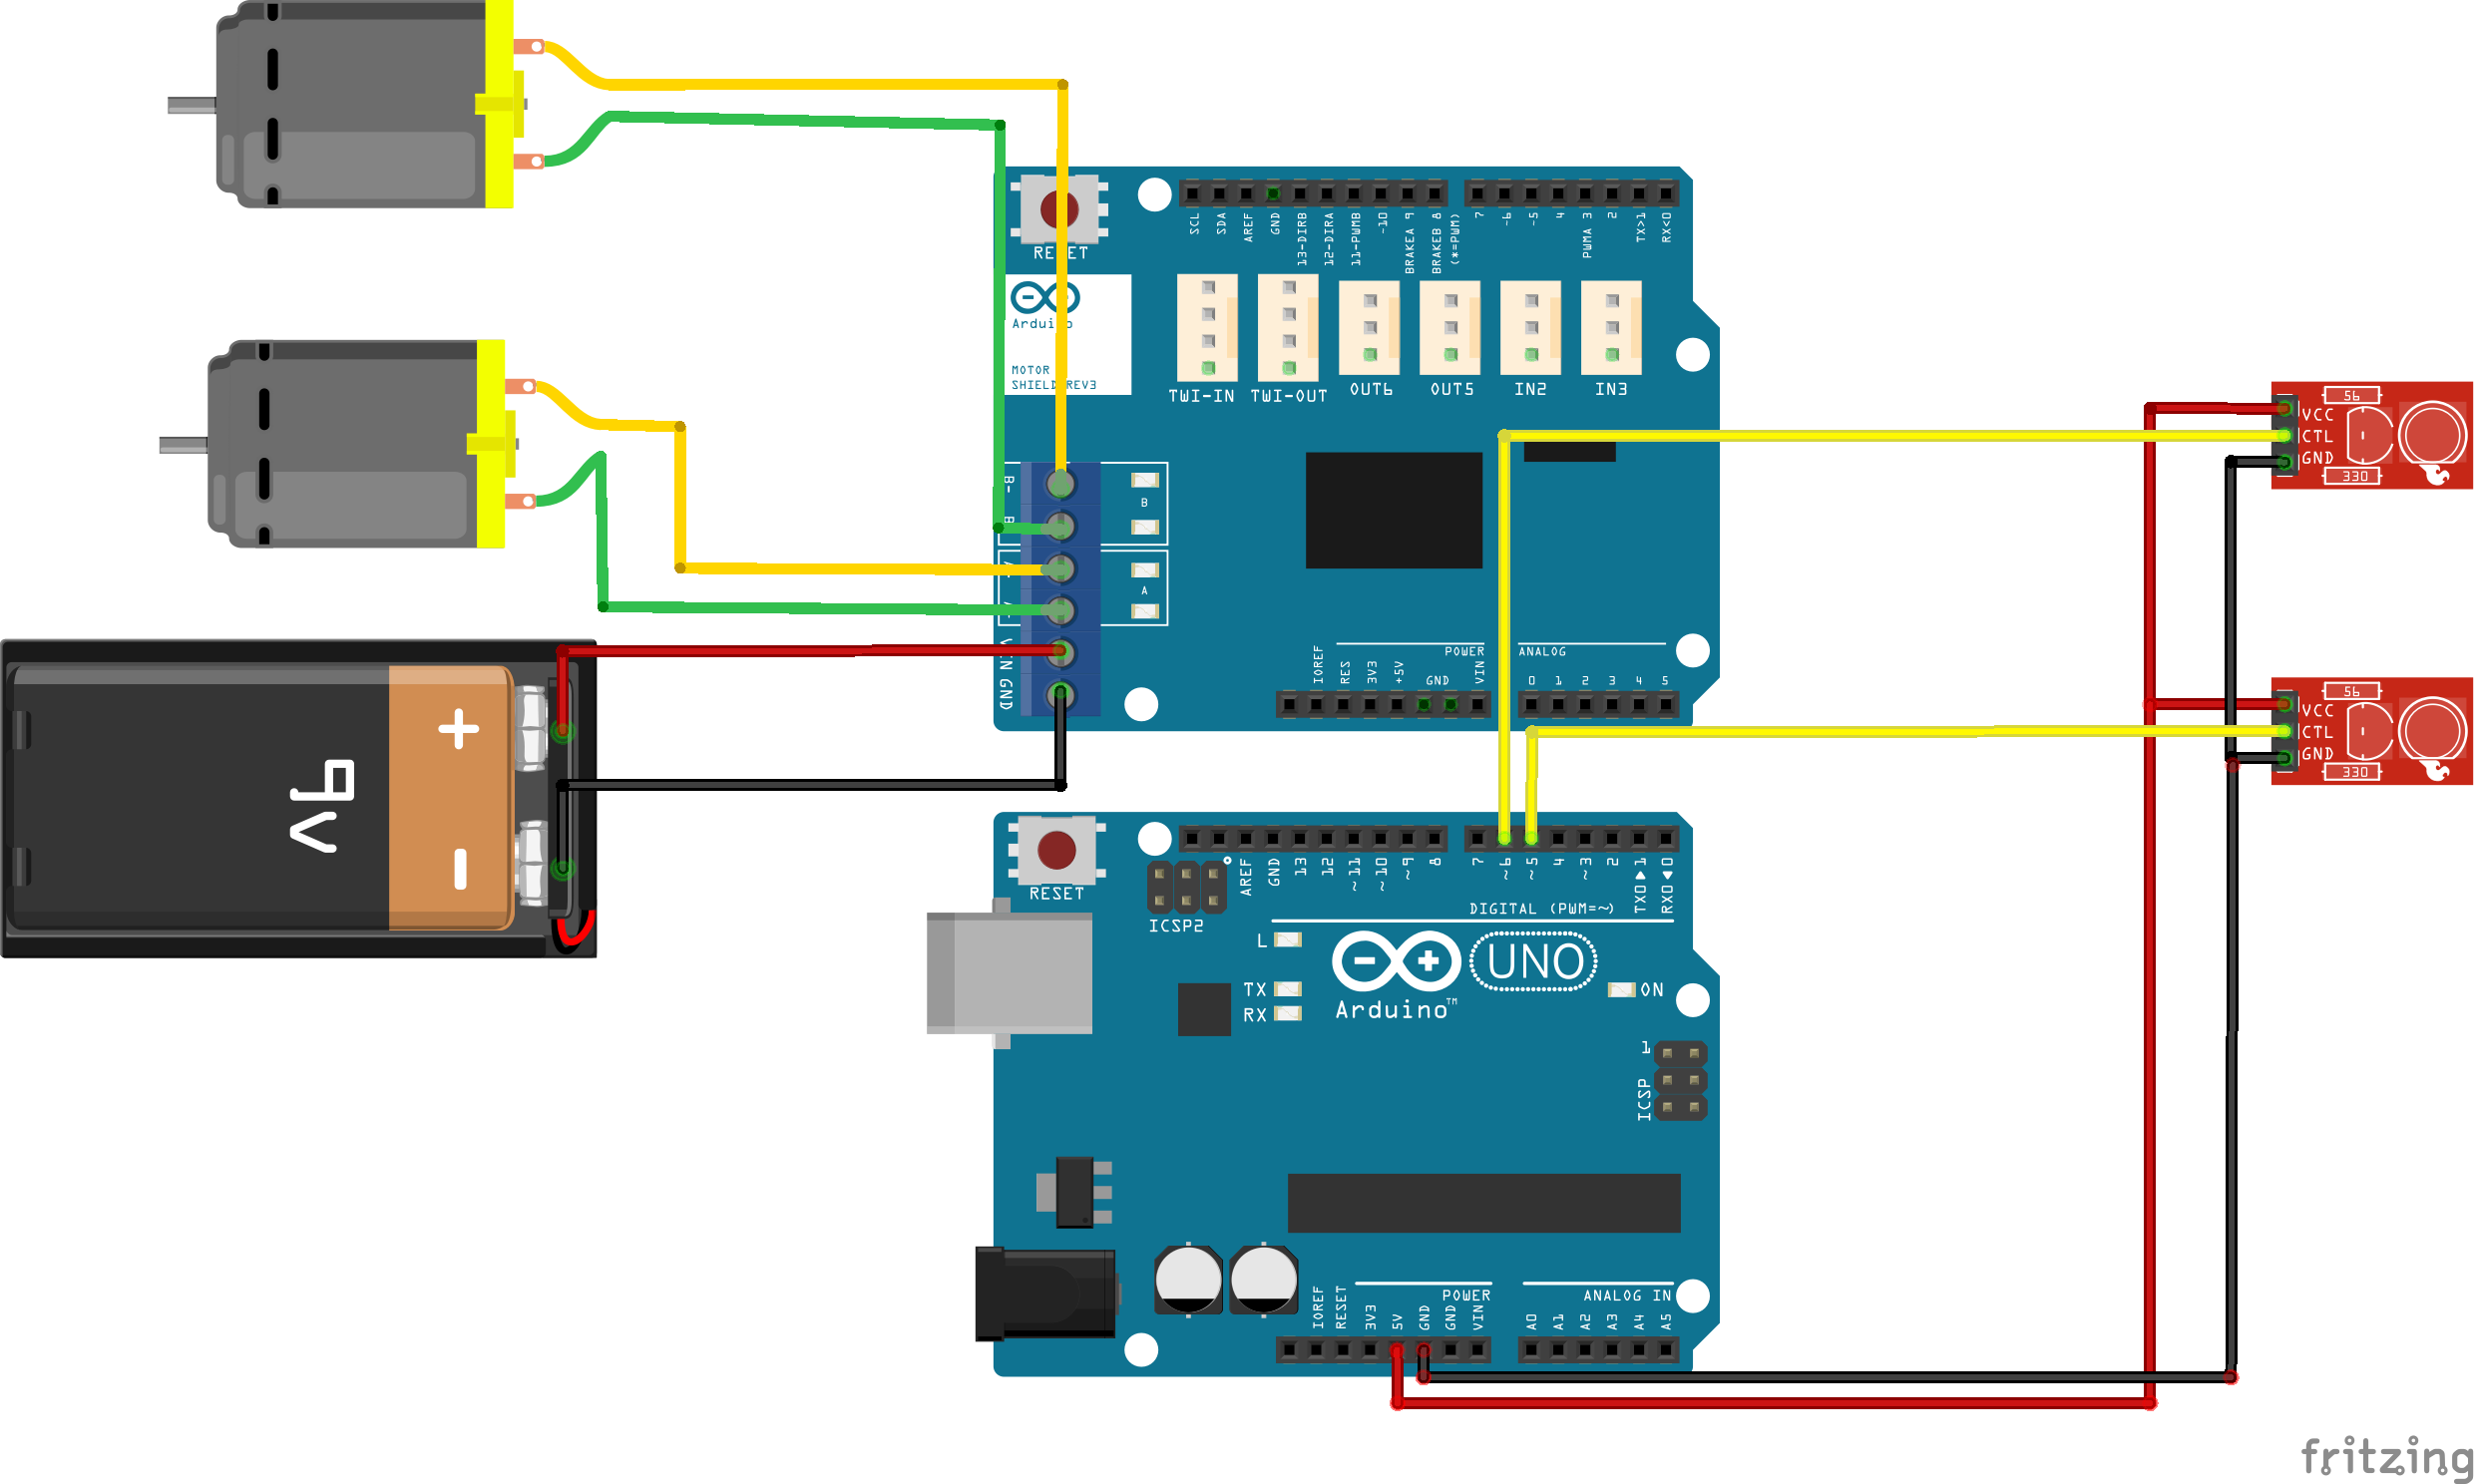 SCL
SDA
AREF
GND
13-DIRB
12-DIRA
11-PWMB
~10
BRAKEA 9
BRAKEB 8
(*=PWM)
7
~6
~5
4
PWMA 3
2
TX>1
RX<0
RESET
Arduino
MOTOR
SHIELD REV3
TWI-IN
TWI-OUT
OUT6
OUT5
IN2
IN3
B-
B
B
A
VIN
GND
POWER
ANALOG
IOREF
RES
3V3
+5V
GND
VIN
0
1
2
3
4
5
56
VCC
CTL
GND
330
56
VCC
CTL
GND
330
+
9V
-
RESET
ICSP2
AREF
GND
13
12
~11
~10
~9
8
7
~6
~5
4
~3
2
TX0▶1
RX0◀0
DIGITAL (PWM=~)
L
TX
RX
Arduino™
UNO
ON
1
ICSP
POWER
ANALOG IN
IOREF
RESET
3V3
5V
GND
GND
VIN
A0
A1
A2
A3
A4
A5
fritzing